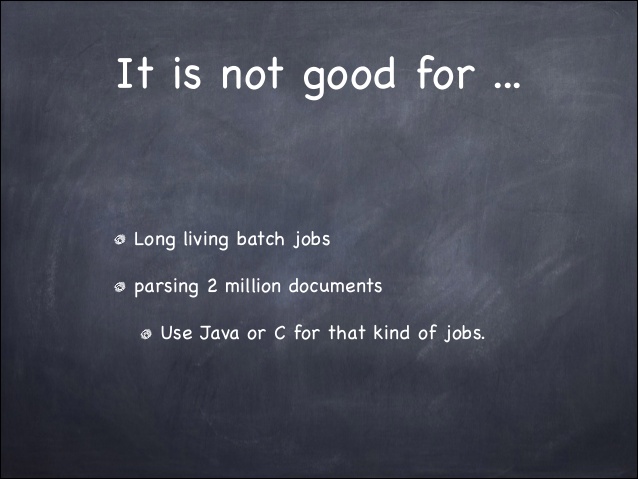 It is not good for ...
Long living batch jobs
parsing 2 million documents
Use Java or C for that kind of jobs.